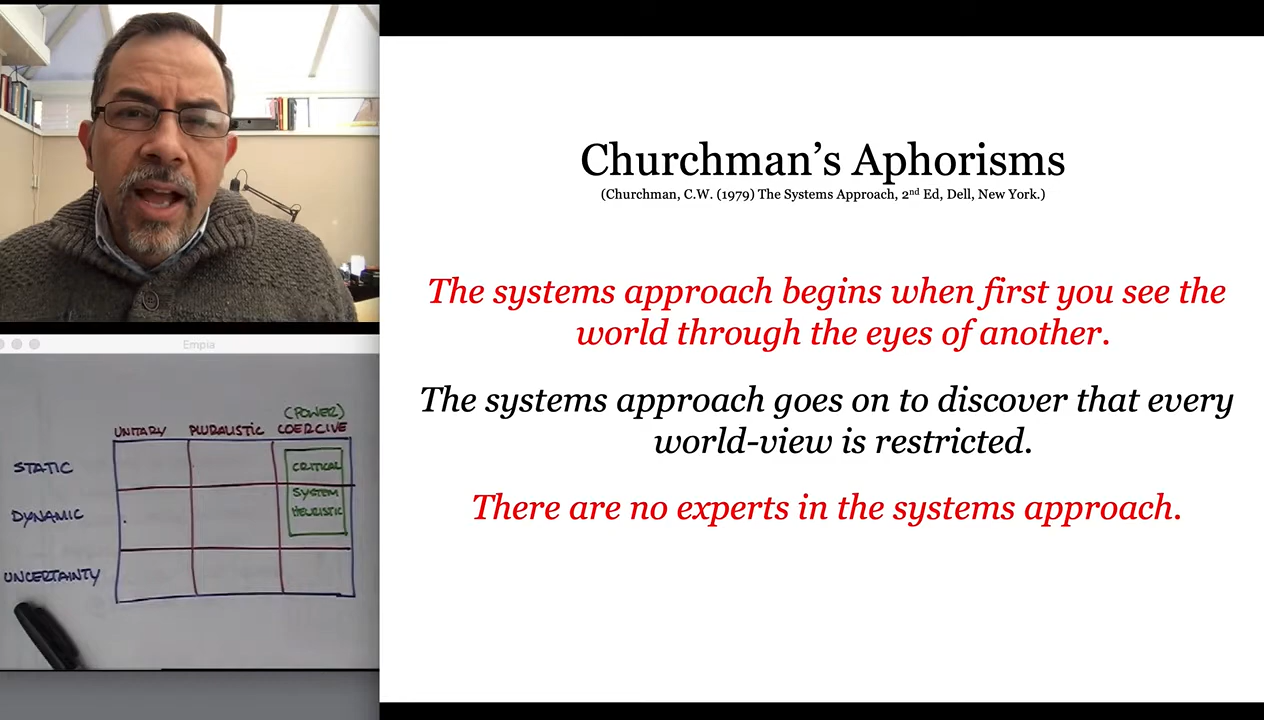 Churchman’s Aphorisms
(Churchman, C.W. (1979) The Systems Approach, 2nd Ed, Dell, New York.)
The systems approach begins when first you see the
world through the eyes of another.
The systems approach goes on to discover that every
world-view is restricted.
There are no experts in the systems approach.
Empia
(POWER)
UNITARY PLURALISTIC COERCIVE
STATIC CRITICAL
SYSTEM
DYNAMIC HEURISTIC
UNCERTAINTY